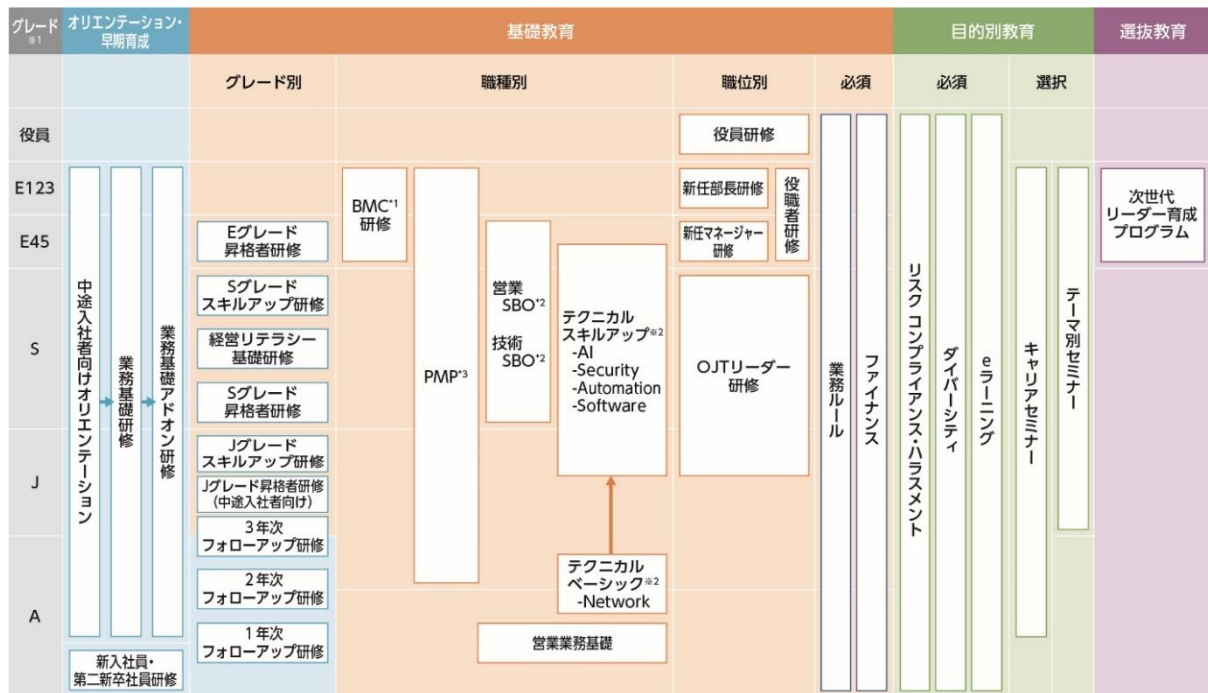 グレード
※1
オリエンテーション・
早期育成
基礎教育
目的別教育
選抜教育
グレード別
職種別
職位別
必須
必須
選択
役員
E123
E45
S
J
A
中途入社者向けオリエンテーション
業務基礎研修
業務基礎アドオン研修
新入社員・
第二新卒社員研修
Eグレード
昇格者研修
Sグレード
スキルアップ研修
経営リテラシー
基礎研修
Sグレード
昇格者研修
Jグレード
スキルアップ研修
Jグレード昇格者研修
(中途入社者向け)
3年次
フォローアップ研修
2年次
フォローアップ研修
1年次
フォローアップ研修
BMC*1
研修
PMP*3
営業
SBO*2
技術
SBO*2
テクニカル
スキルアップ※2
-AI
-Security
-Automation
-Software
テクニカル
ベーシック※2
-Network
営業業務基礎
役員研修
新任部長研修
新任マネージャー
研修
役職者研修
OJTリーダー
研修
業務ルール
ファイナンス
リスク コンプライアンス・ハラスメント
ダイバーシティ
eラーニング
キャリアセミナー
テーマ別セミナー
次世代
リーダー育成
プログラム